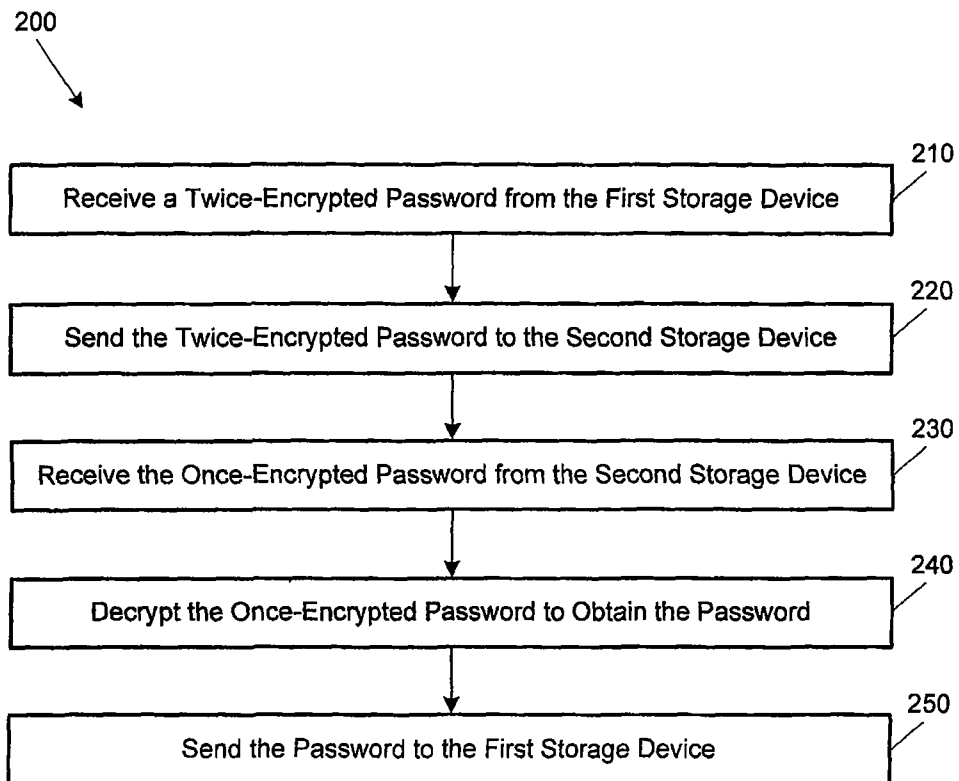 200
210
Receive a Twice-Encrypted Password from the First Storage Device
220
Send the Twice-Encrypted Password to the Second Storage Device
230
Receive the Once-Encrypted Password from the Second Storage Device
240
Decrypt the Once-Encrypted Password to Obtain the Password
250
Send the Password to the First Storage Device